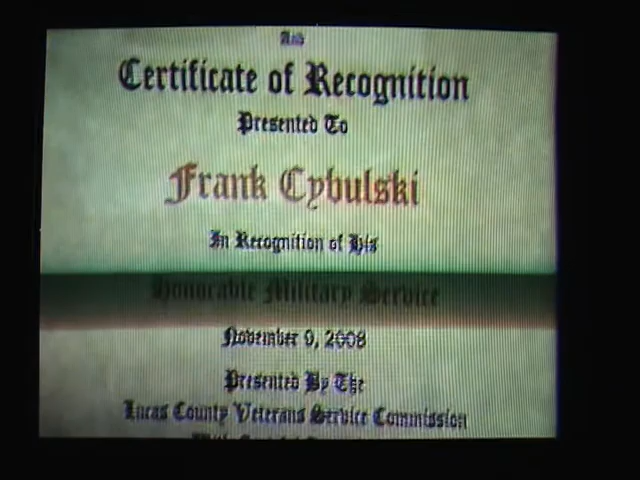 And
Certificate of Recognition
Presented To
Frank Cybulski
In Recognition of His
Honorable Military Service
November 9, 2008
Presented By The
Lucas County Veterans Service Commission